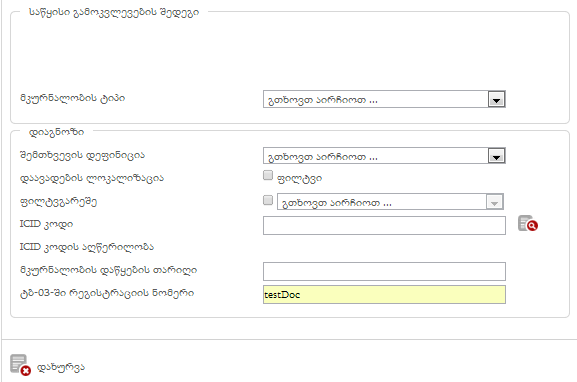 საწყისი გამოკვლევების შედეგი
მკურნალობის ტიპი გთხოვთ აირჩიოთ ...
დიაგნოზი
შემთხვევის დეფინიცია გთხოვთ აირჩიოთ ...
დაავადების ლოკალიზაცია ფილტვი
ფილტვგარეშე გთხოვთ აირჩიოთ ...
ICID კოდი
ICID კოდის აღწერილობა
მკურნალობის დაწყების თარიღი
ტბ-03-ში რეგისტრაციის ნომერი testDoc
დახურვა